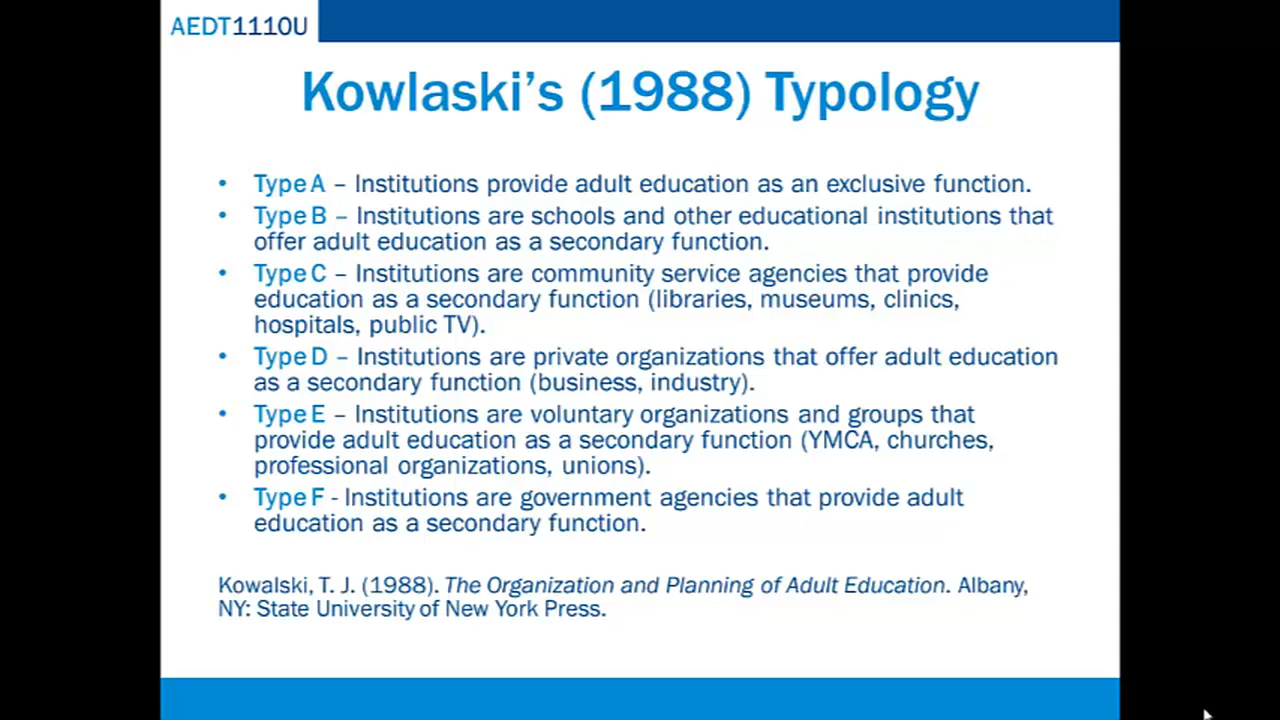 AEDT1110U
Kowlaski's (1988) Typology
• Type A – Institutions provide adult education as an exclusive function.
• Type B – Institutions are schools and other educational institutions that
offer adult education as a secondary function.
• Type C – Institutions are community service agencies that provide
education as a secondary function (libraries, museums, clinics,
hospitals, public TV).
• Type D – Institutions are private organizations that offer adult education
as a secondary function (business, industry).
• Type E – Institutions are voluntary organizations and groups that
provide adult education as a secondary function (YMCA, churches,
professional organizations, unions).
• Type F - Institutions are government agencies that provide adult
education as a secondary function.
Kowalski, T. J. (1988). The Organization and Planning of Adult Education. Albany,
NY: State University of New York Press.